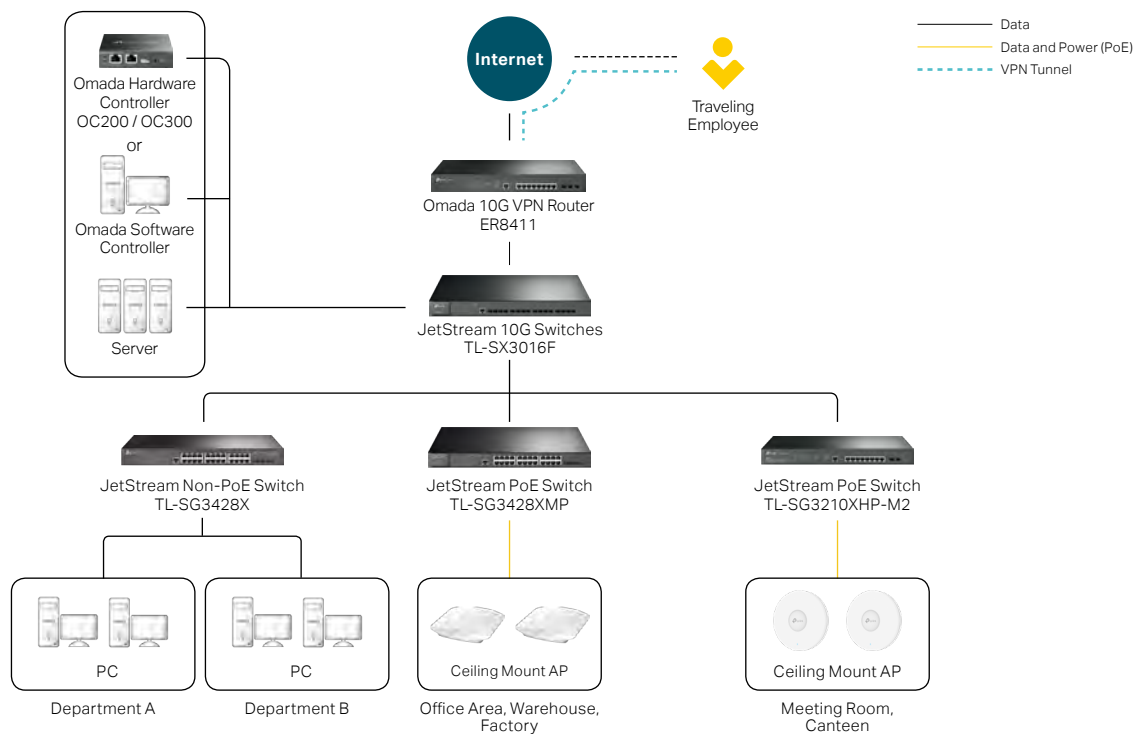 Omada Hardware
Controller
OC200 / OC300
or
Omada Software
Controller
Server
Internet
Traveling
Employee
Data
Data and Power (PoE)
VPN Tunnel
Omada 10G VPN Router
ER8411
JetStream 10G Switches
TL-SX3016F
JetStream Non-PoE Switch
TL-SG3428X
JetStream PoE Switch
TL-SG3428XMP
JetStream PoE Switch
TL-SG3210XHP-M2
PC
Department A
PC
Department B
Ceiling Mount AP
Office Area, Warehouse,
Factory
Ceiling Mount AP
Meeting Room,
Canteen